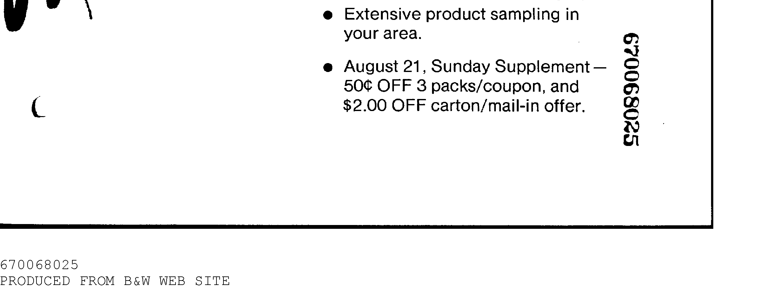 ● Extensive product sampling in
your area.
● August 21, Sunday Supplement—
50¢ OFF 3 packs/coupon, and
$2.00 OFF carton/mail-in offer.
670068025
670068025
PRODUCED FROM B&W WEB SITE